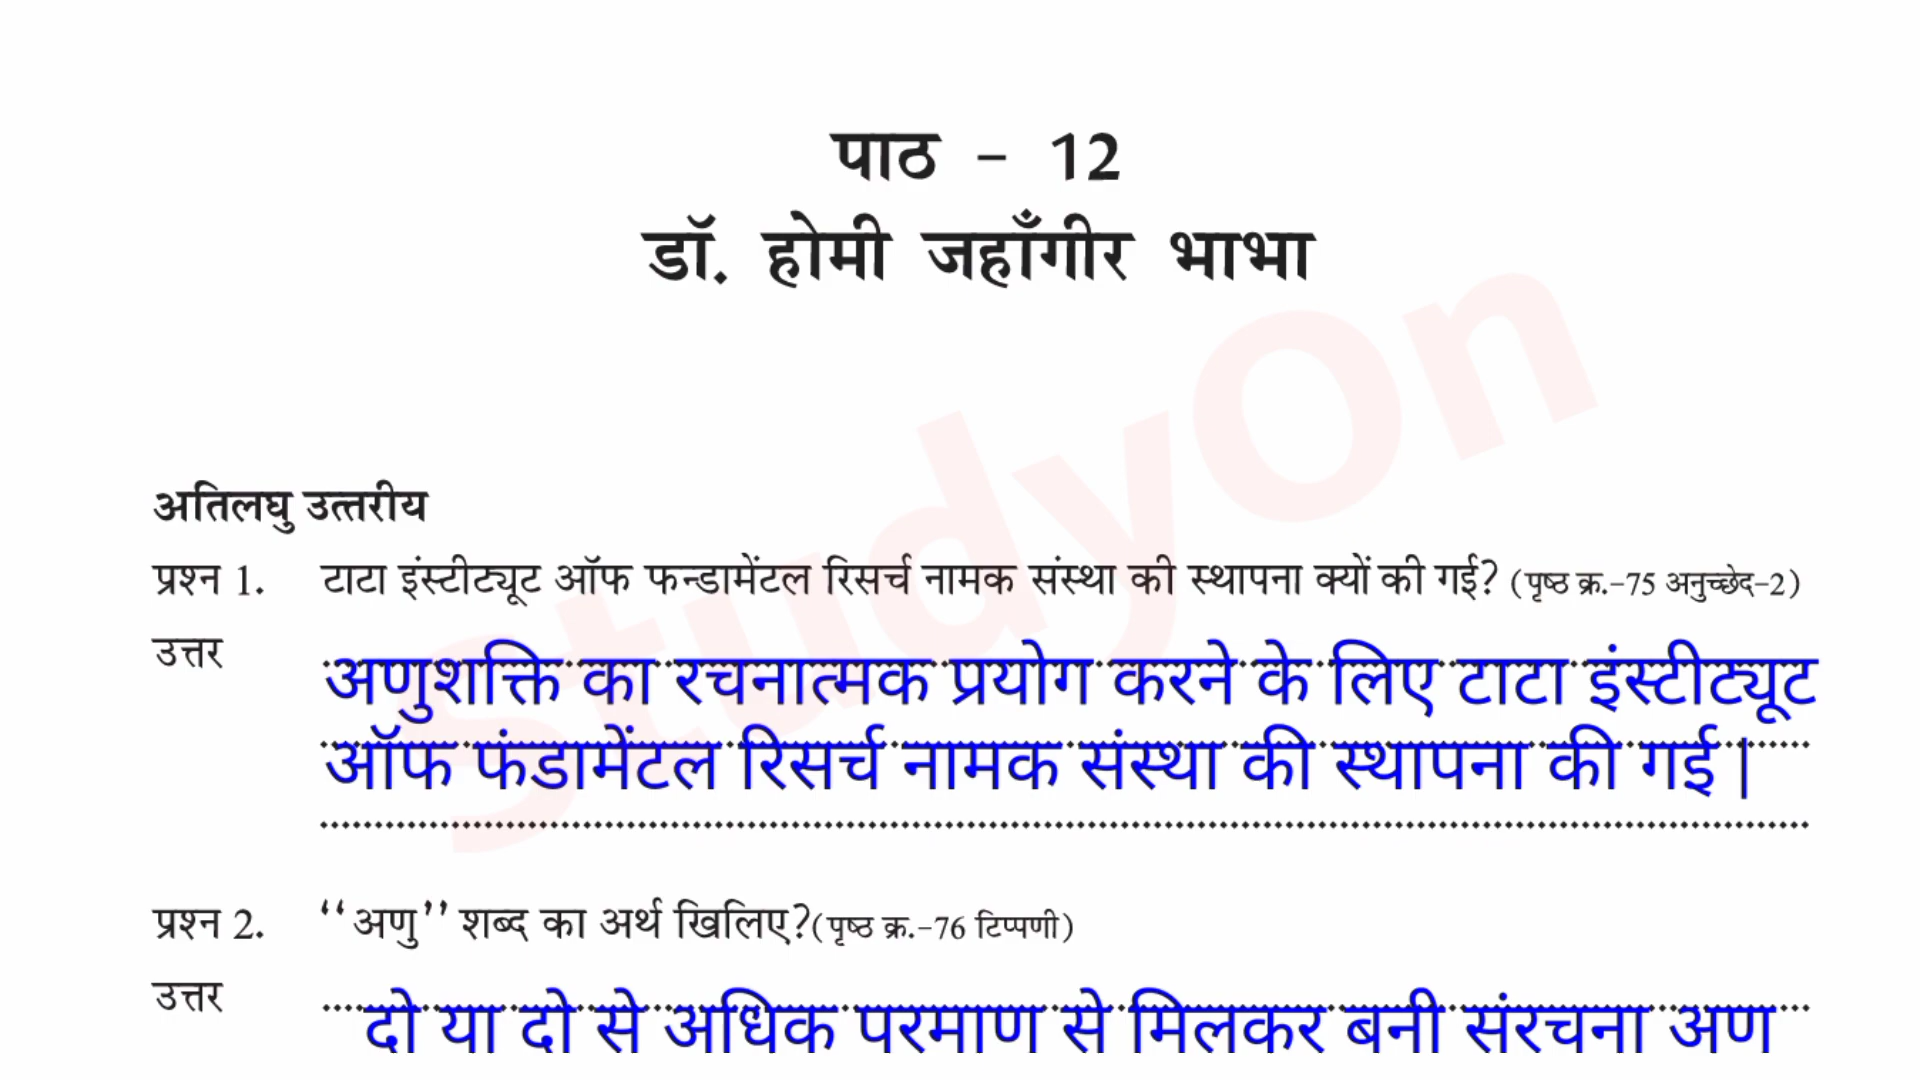 पाठ - 12
डॉ. होमी जहाँगीर भाभा
अतिलघु उत्तरीय
प्रश्न 1. टाटा इंस्टीट्यूट ऑफ फन्डामेंटल रिसर्च नामक संस्था की स्थापना क्यों की गई? (पृष्ठ क्र.-75 अनुच्छेद-2)
उत्तर अणुशक्ति का रचनात्मक प्रयोग करने के लिए टाटा इंस्टीट्यूट
ऑफ फंडामेंटल रिसर्च नामक संस्था की स्थापना की गई |
प्रश्न 2. “अणु” शब्द का अर्थ खिलिए?(पृष्ठ क्र.-76 टिप्पणी)
उत्तर दो या दो से अधिक परमाण से मिलकर बनी संरचना अण
StudyOn